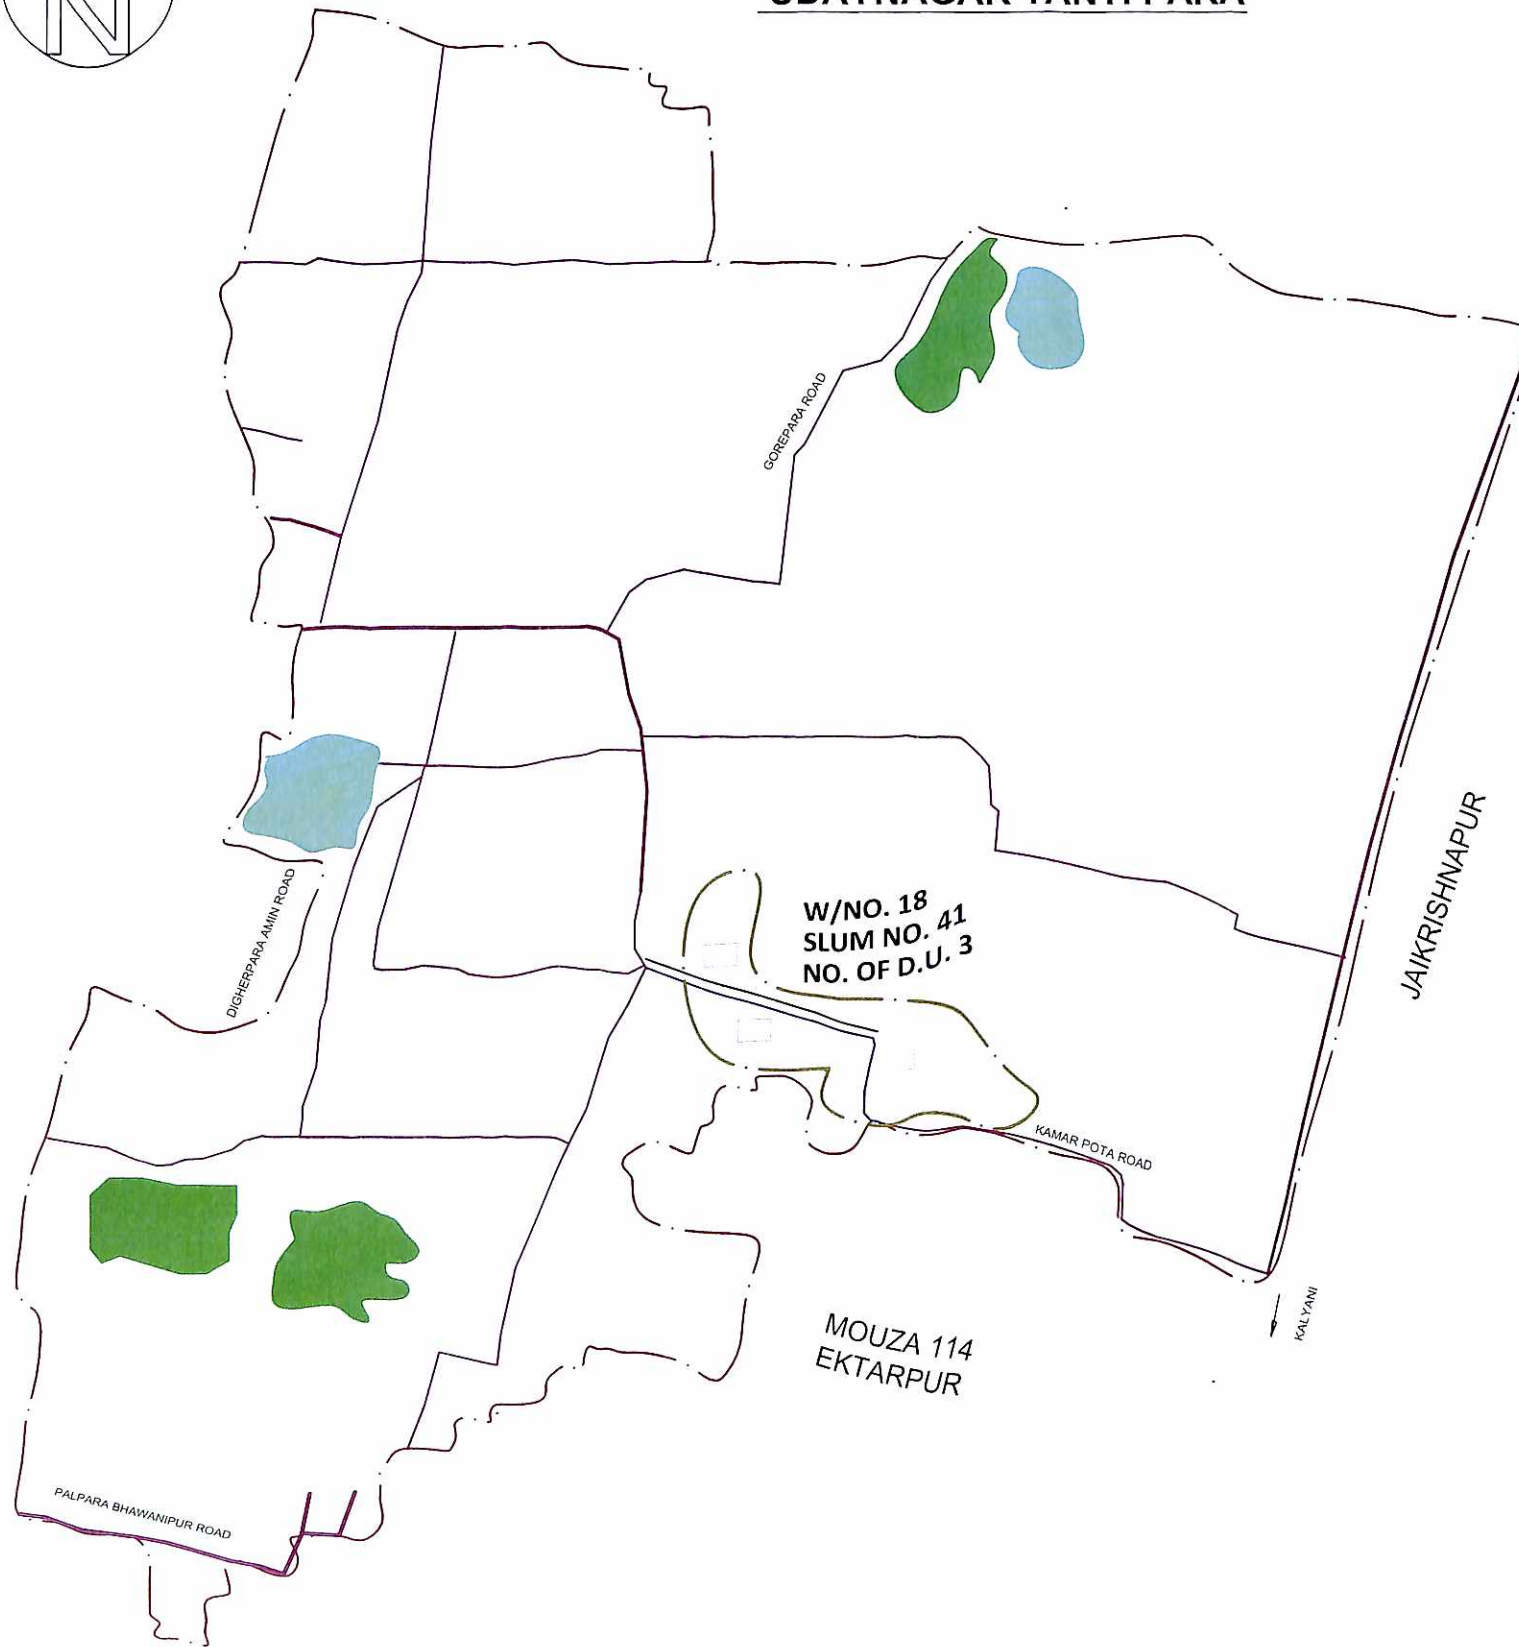 N
UDAYNAGAR TANTI PARA
GOREPARA ROAD
DIGHERPARA AMIN ROAD
W/NO. 18
SLUM NO. 41
NO. OF D.U. 3
JAIKRISHNAPUR
KAMAR POTA ROAD
KALYANI
MOUZA 114
EKTARPUR
PALPARA BHAWANIPUR ROAD